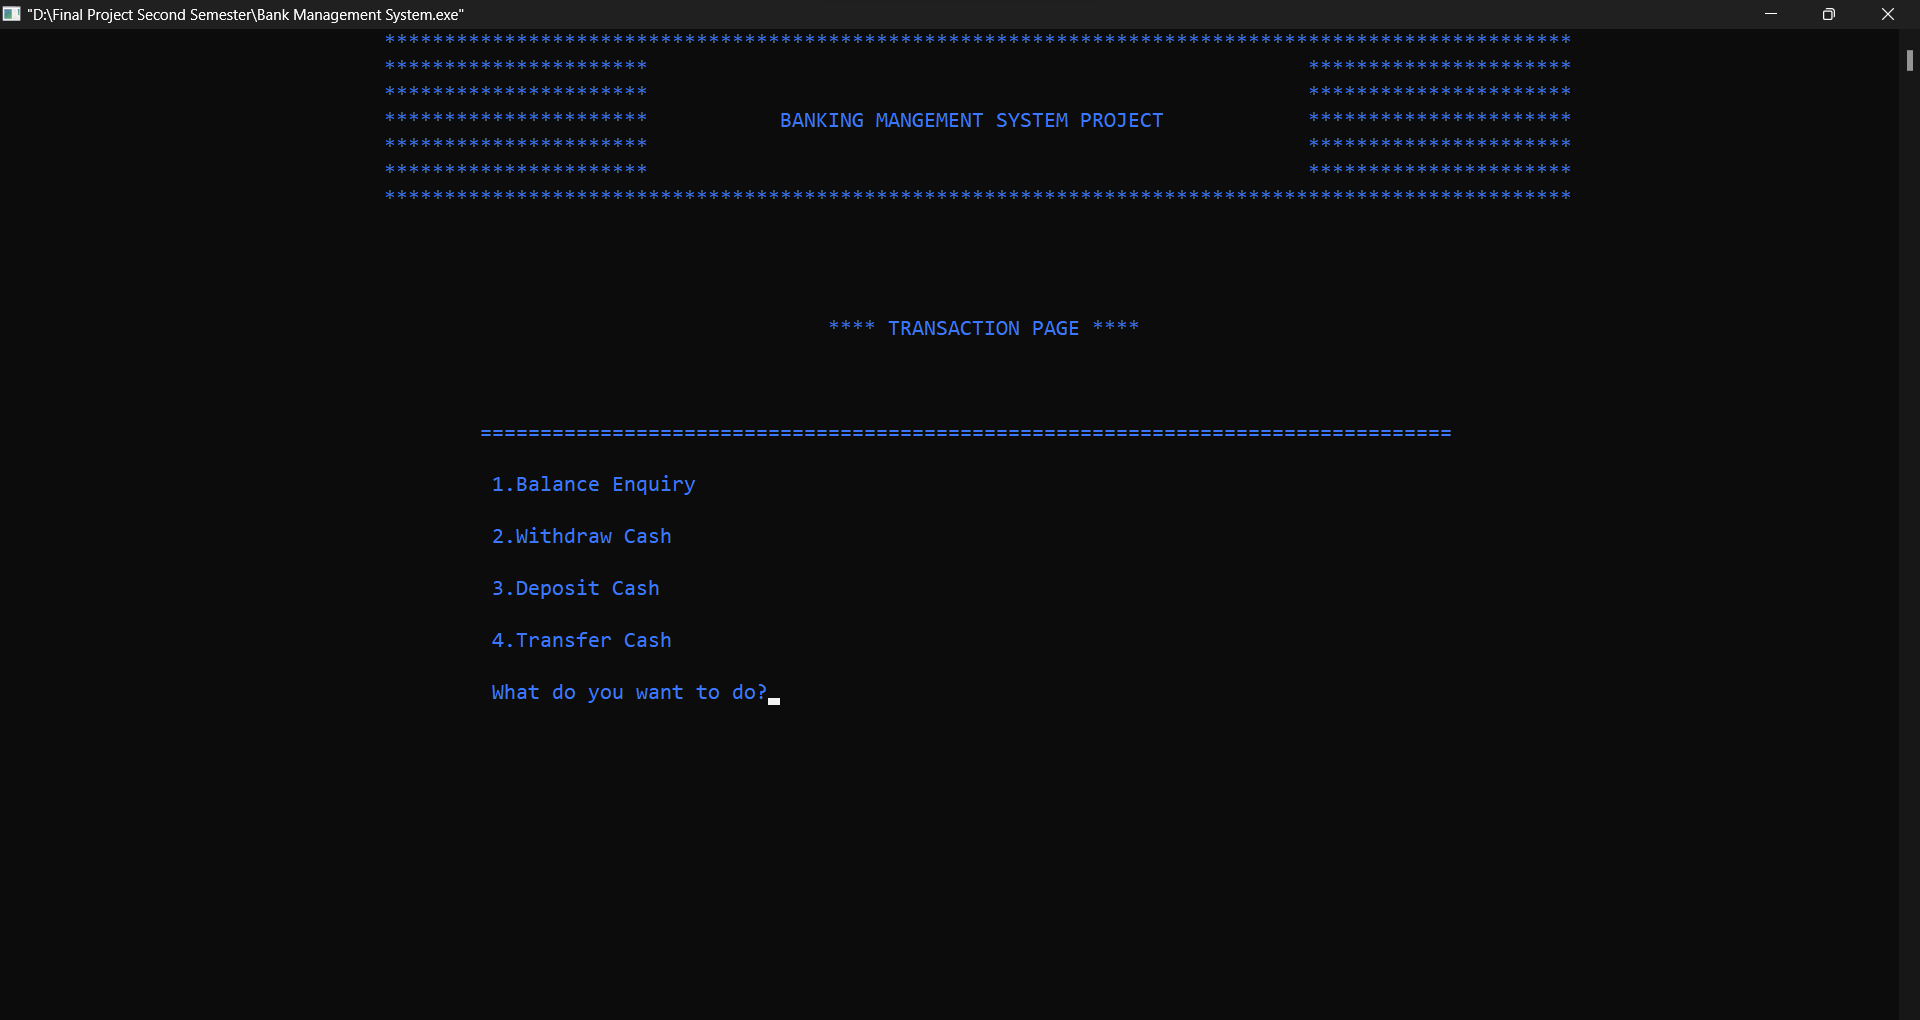 "D:\Final Project Second Semester\Bank Management System.exe"
***************************************************************************************************
**********************                                                       **********************
**********************                                                       **********************
**********************           BANKING MANGEMENT SYSTEM PROJECT            **********************
**********************                                                       **********************
**********************                                                       **********************
***************************************************************************************************
**** TRANSACTION PAGE ****
=================================================================================
1.Balance Enquiry
2.Withdraw Cash
3.Deposit Cash
4.Transfer Cash
What do you want to do?